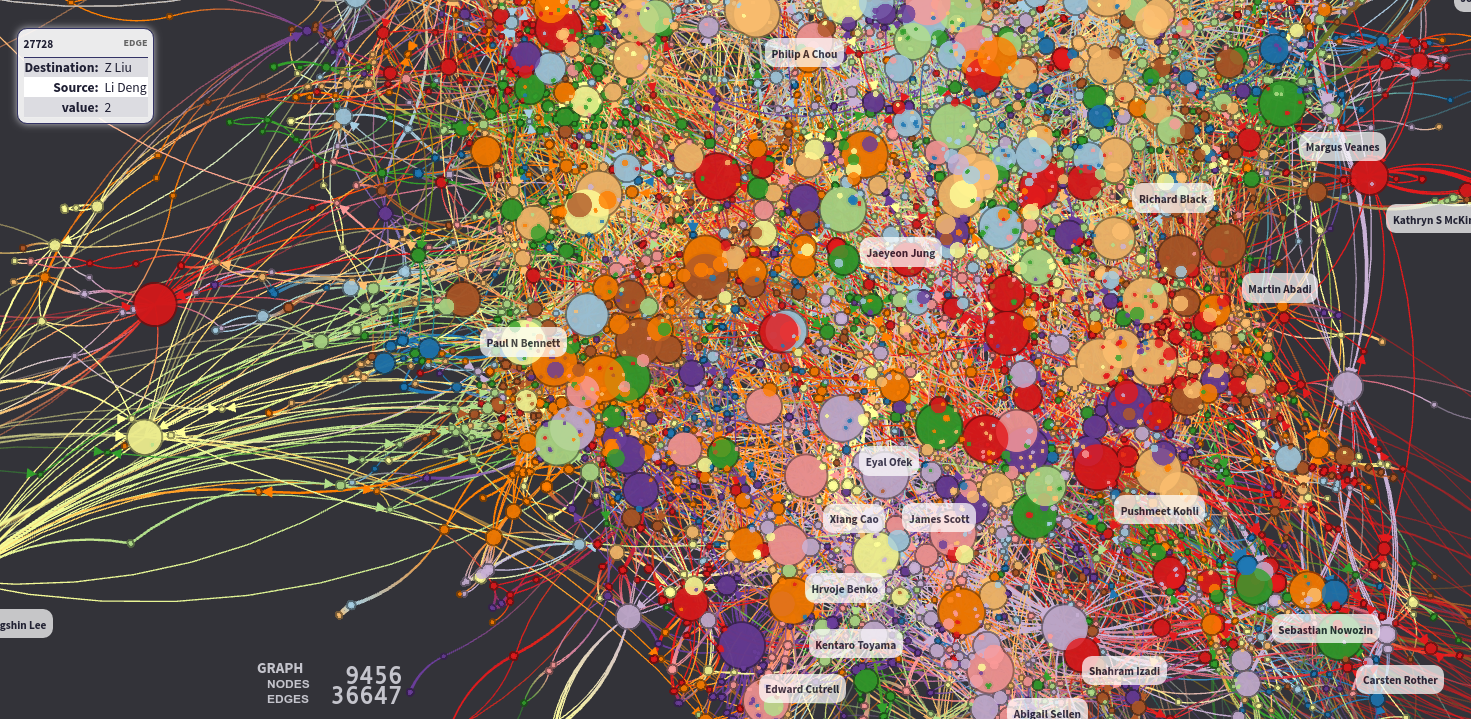 27728 EDGE
Destination: Z Liu
Source: Li Deng
value: 2
Philip A Chou
Margus Veanes
Richard Black
Kathryn S McKin
Jaeyeon Jung
Martin Abadi
Paul N Bennett
Eyal Ofek
Pushmeet Kohli
Xiang Cao
James Scott
Hrvoje Benko
gshin Lee
Sebastian Nowozin
Kentaro Toyama
Shahram Izadi
Carsten Rother
Edward Cutrell
Abigail Sellen
GRAPH
NODES 9456
EDGES 36647